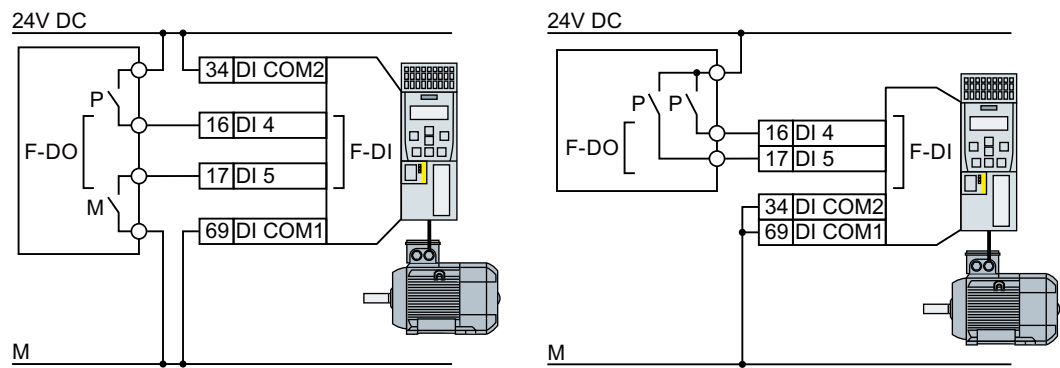 24V DC
34 DI COM2
P
16 DI 4
F-DO
F-DI
17 DI 5
M
69 DI COM1
M
24V DC
P P
16 DI 4
F-DO
F-DI
17 DI 5
34 DI COM2
69 DI COM1
M